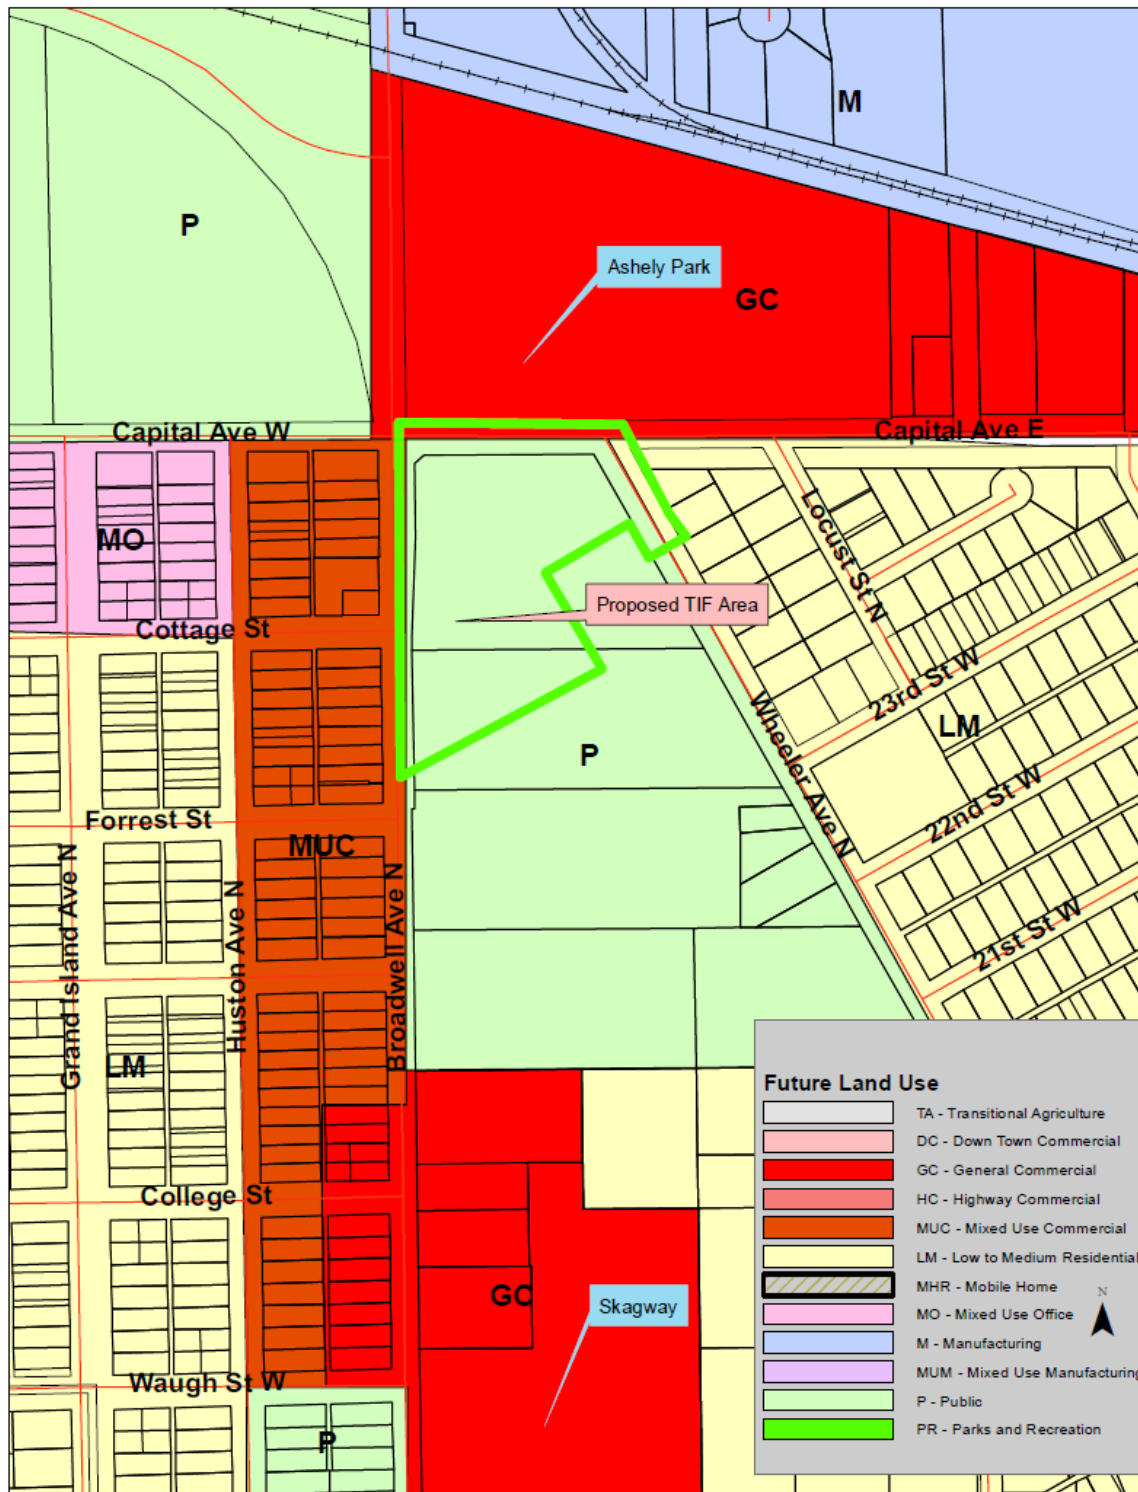 M
P
Ashely Park
GC
Capital Ave W
Capital Ave E
MO
Locust St N
Proposed TIF Area
Cottage St
23rd St W
LM
Wheeler Ave N
P
22nd St W
Forrest St
MUC
Grand Island Ave N
Huston Ave N
Broadwell Ave N
21st St W
LM
College St
GC
Skagway
Waugh St W
P
Future Land Use
TA - Transitional Agriculture
DC - Down Town Commercial
GC - General Commercial
HC - Highway Commercial
MUC - Mixed Use Commercial
LM - Low to Medium Residential
MHR - Mobile Home
N
MO - Mixed Use Office
M - Manufacturing
MUM - Mixed Use Manufacturing
P - Public
PR - Parks and Recreation